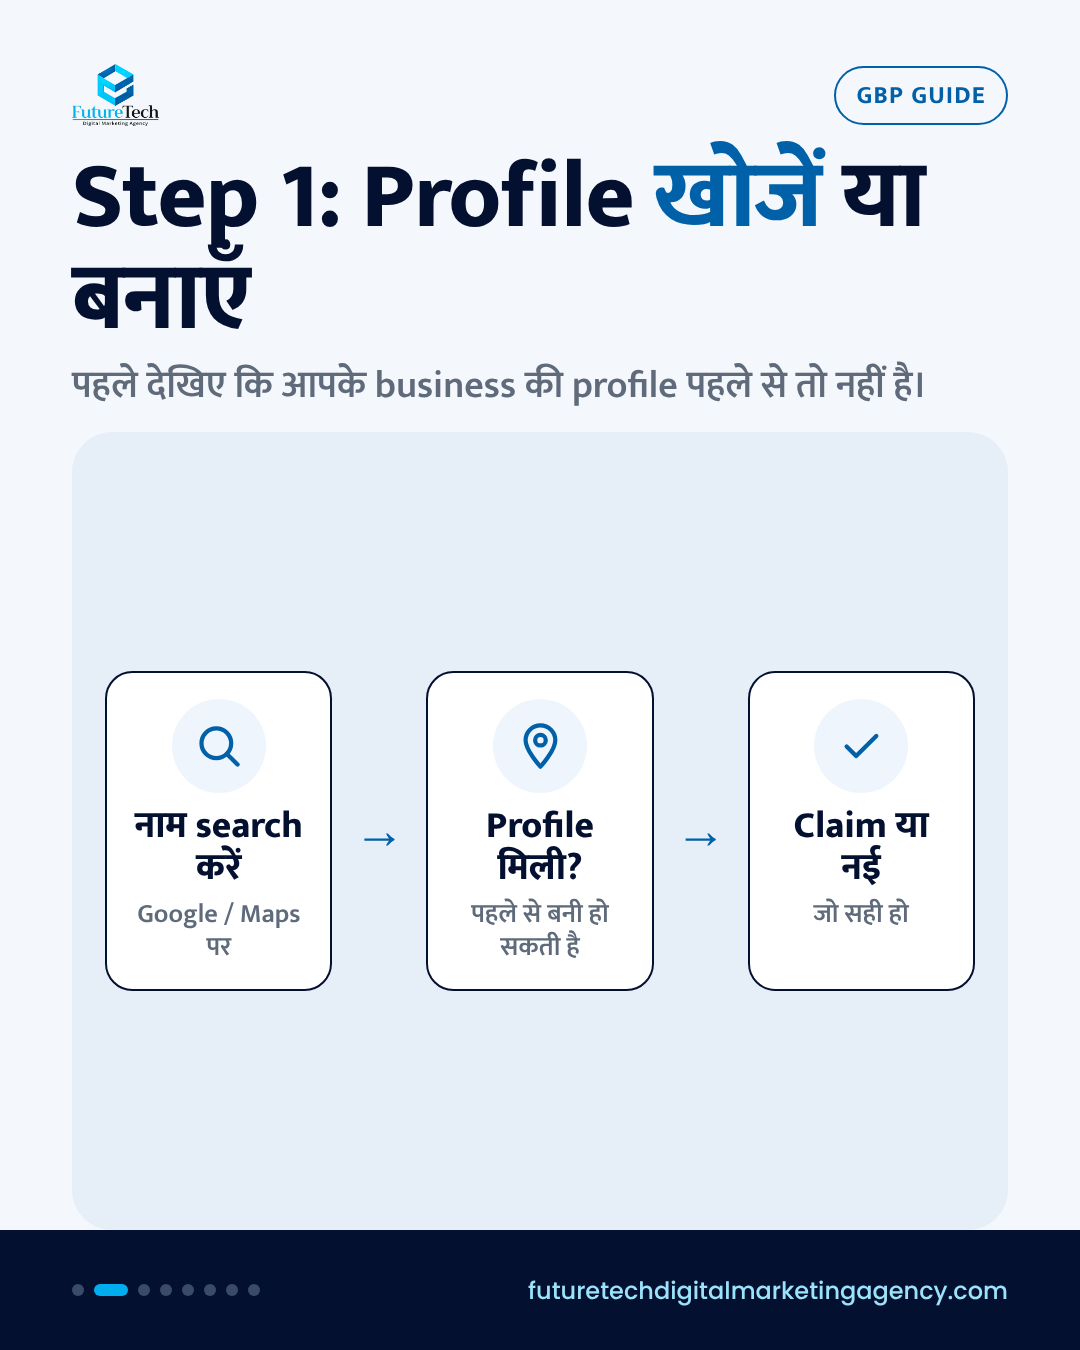 FutureTech
Digital Marketing Agency
GBP GUIDE
Step 1: Profile खोजें या
बनाएँ
पहले देखिए कि आपके business की profile पहले से तो नहीं है।
नाम search
करें
Google / Maps
पर
→
Profile
मिली?
पहले से बनी हो
सकती है
→
Claim या
नई
जो सही हो
futuretechdigitalmarketingagency.com